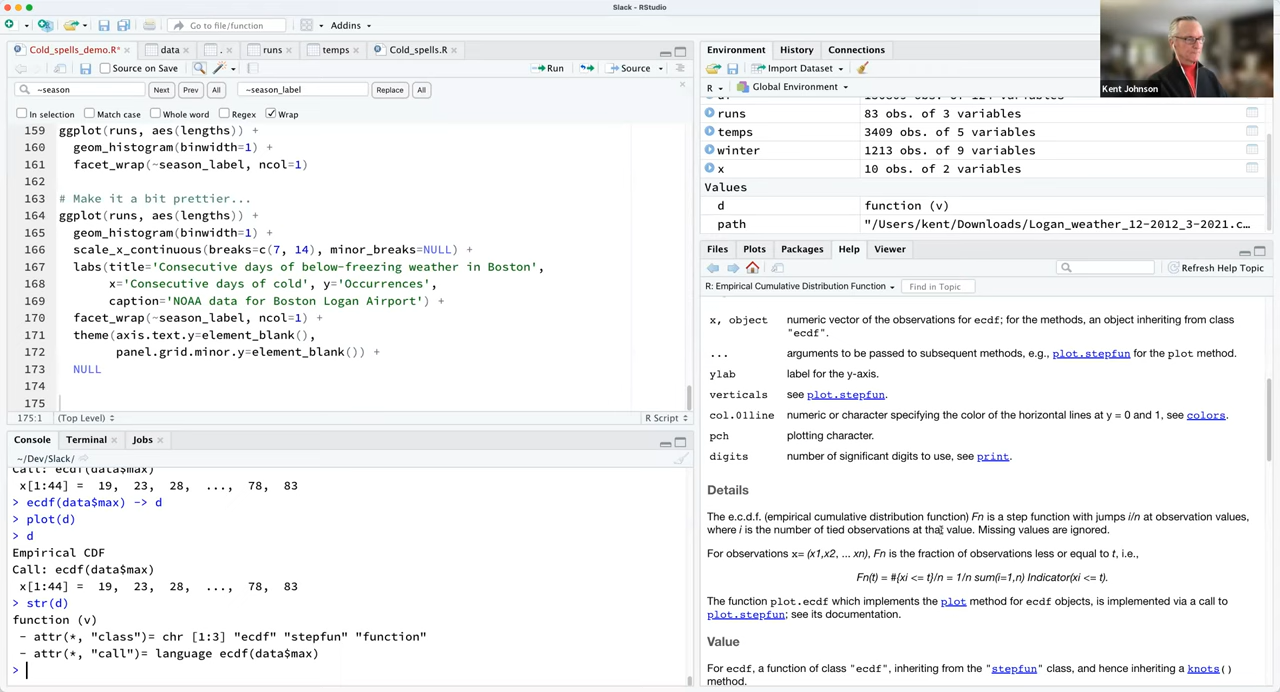 Slack - RStudio
Go to file/function
Addins
Cold_spells_demo.R*
data
.
runs
temps
Cold_spells.R
Source on Save
Run
Source
~season
Next
Prev
All
~season_label
Replace
All
In selection
Match case
Whole word
Regex
Wrap
159 ggplot(runs, aes(lengths)) +
160 geom_histogram(binwidth=1) +
161 facet_wrap(~season_label, ncol=1)
162
163 # Make it a bit prettier...
164 ggplot(runs, aes(lengths)) +
165 geom_histogram(binwidth=1) +
166 scale_x_continuous(breaks=c(7, 14), minor_breaks=NULL) +
167 labs(title='Consecutive days of below-freezing weather in Boston',
168 x='Consecutive days of cold', y='Occurrences',
169 caption='NOAA data for Boston Logan Airport') +
170 facet_wrap(~season_label, ncol=1) +
171 theme(axis.text.y=element_blank(),
172 panel.grid.minor.y=element_blank()) +
173 NULL
174
175
175:1
(Top Level)
R Script
Console
Terminal
Jobs
~/Dev/Slack/
Call: ecdf(data$max)
x[1:44] = 19, 23, 28, ..., 78, 83
> ecdf(data$max) -> d
> plot(d)
> d
Empirical CDF
Call: ecdf(data$max)
x[1:44] = 19, 23, 28, ..., 78, 83
> str(d)
function (v)
- attr(*, "class")= chr [1:3] "ecdf" "stepfun" "function"
- attr(*, "call")= language ecdf(data$max)
>
Environment
History
Connections
Import Dataset
R
Global Environment
runs 83 obs. of 3 variables
temps 3409 obs. of 5 variables
winter 1213 obs. of 9 variables
x 10 obs. of 2 variables
Values
d function (v)
path "/Users/kent/Downloads/Logan_weather_12-2012_3-2021.c…
Kent Johnson
Files
Plots
Packages
Help
Viewer
Refresh Help Topic
R: Empirical Cumulative Distribution Function
Find in Topic
x, object numeric vector of the observations for ecdf; for the methods, an object inheriting from class
"ecdf".
... arguments to be passed to subsequent methods, e.g., plot.stepfun for the plot method.
ylab label for the y-axis.
verticals see plot.stepfun.
col.01line numeric or character specifying the color of the horizontal lines at y = 0 and 1, see colors.
pch plotting character.
digits number of significant digits to use, see print.
Details
The e.c.d.f. (empirical cumulative distribution function) Fn is a step function with jumps i/n at observation values,
where i is the number of tied observations at that value. Missing values are ignored.
For observations x= (x1,x2, ... xn), Fn is the fraction of observations less or equal to t, i.e.,
Fn(t) = #{xi <= t}/n = 1/n sum(i=1,n) Indicator(xi <= t).
The function plot.ecdf which implements the plot method for ecdf objects, is implemented via a call to
plot.stepfun; see its documentation.
Value
For ecdf, a function of class "ecdf", inheriting from the "stepfun" class, and hence inheriting a knots()
method.